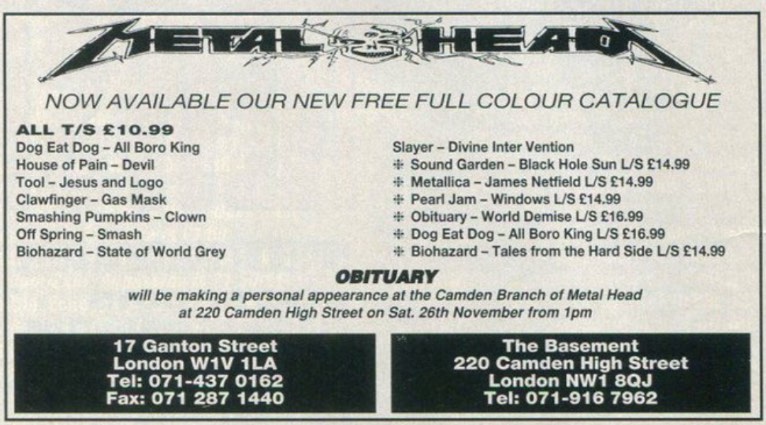 METAL HEAD
NOW AVAILABLE OUR NEW FREE FULL COLOUR CATALOGUE
ALL T/S £10.99
Dog Eat Dog – All Boro King
House of Pain – Devil
Tool – Jesus and Logo
Clawfinger – Gas Mask
Smashing Pumpkins – Clown
Off Spring – Smash
Biohazard – State of World Grey
Slayer – Divine Inter Vention
❉ Sound Garden – Black Hole Sun L/S £14.99
❉ Metallica – James Netfield L/S £14.99
❉ Pearl Jam – Windows L/S £14.99
❉ Obituary – World Demise L/S £16.99
❉ Dog Eat Dog – All Boro King L/S £16.99
❉ Biohazard – Tales from the Hard Side L/S £14.99
OBITUARY
will be making a personal appearance at the Camden Branch of Metal Head
at 220 Camden High Street on Sat. 26th November from 1pm
17 Ganton Street
London W1V 1LA
Tel: 071-437 0162
Fax: 071 287 1440
The Basement
220 Camden High Street
London NW1 8QJ
Tel: 071-916 7962